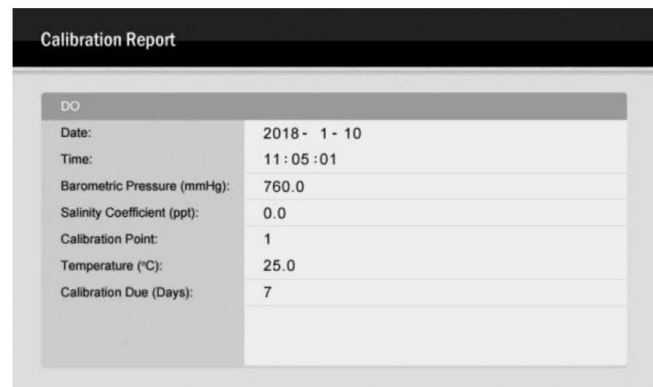 Calibration Report
DO
Date: 2018- 1-10
Time: 11:05:01
Barometric Pressure (mmHg): 760.0
Salinity Coefficient (ppt): 0.0
Calibration Point: 1
Temperature (°C): 25.0
Calibration Due (Days): 7